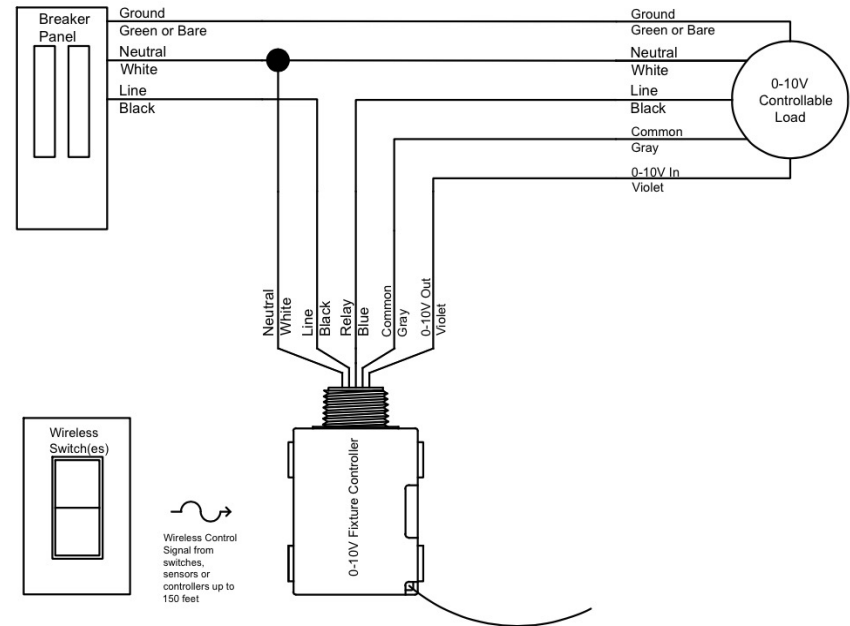 Breaker
Panel
Ground
Green or Bare
Neutral
White
Line
Black
Ground
Green or Bare
Neutral
White
Line
Black
Common
Gray
0-10V In
Violet
0-10V
Controllable
Load
Neutral
White
Line
Black
Relay
Blue
Common
Gray
0-10V Out
Violet
Wireless
Switch(es)
Wireless Control
Signal from
switches,
sensors or
controllers up to
150 feet
0-10V Fixture Controller